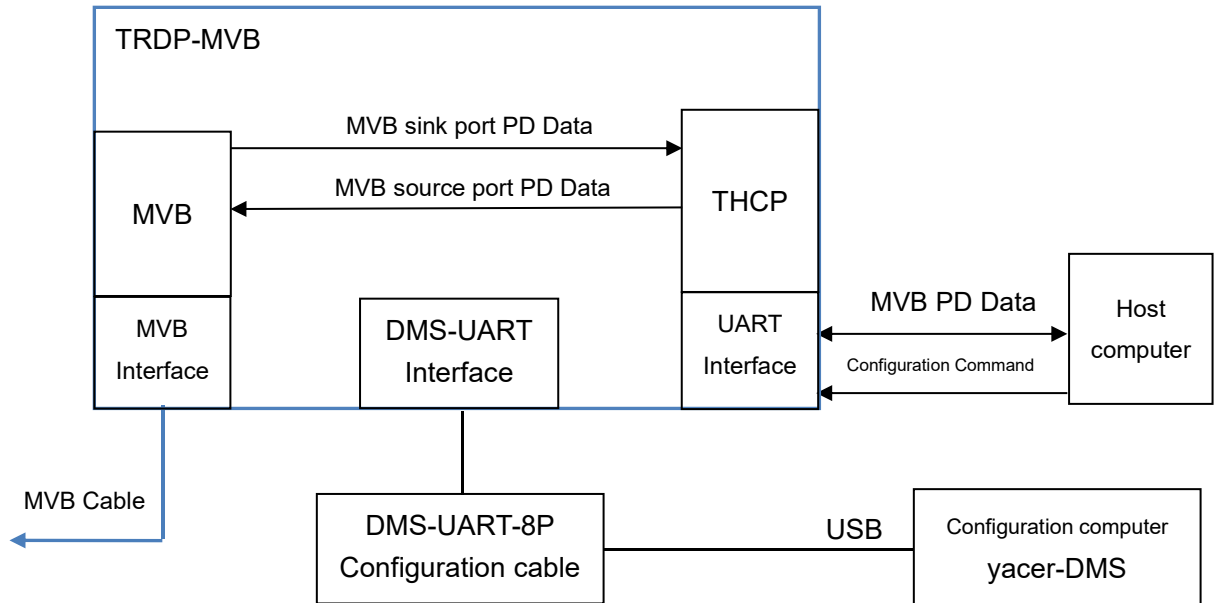 TRDP-MVB
MVB sink port PD Data
MVB source port PD Data
MVB
THCP
MVB
Interface
DMS-UART
Interface
UART
Interface
MVB PD Data
Configuration Command
Host
computer
MVB Cable
DMS-UART-8P
Configuration cable
USB
Configuration computer
yacer-DMS